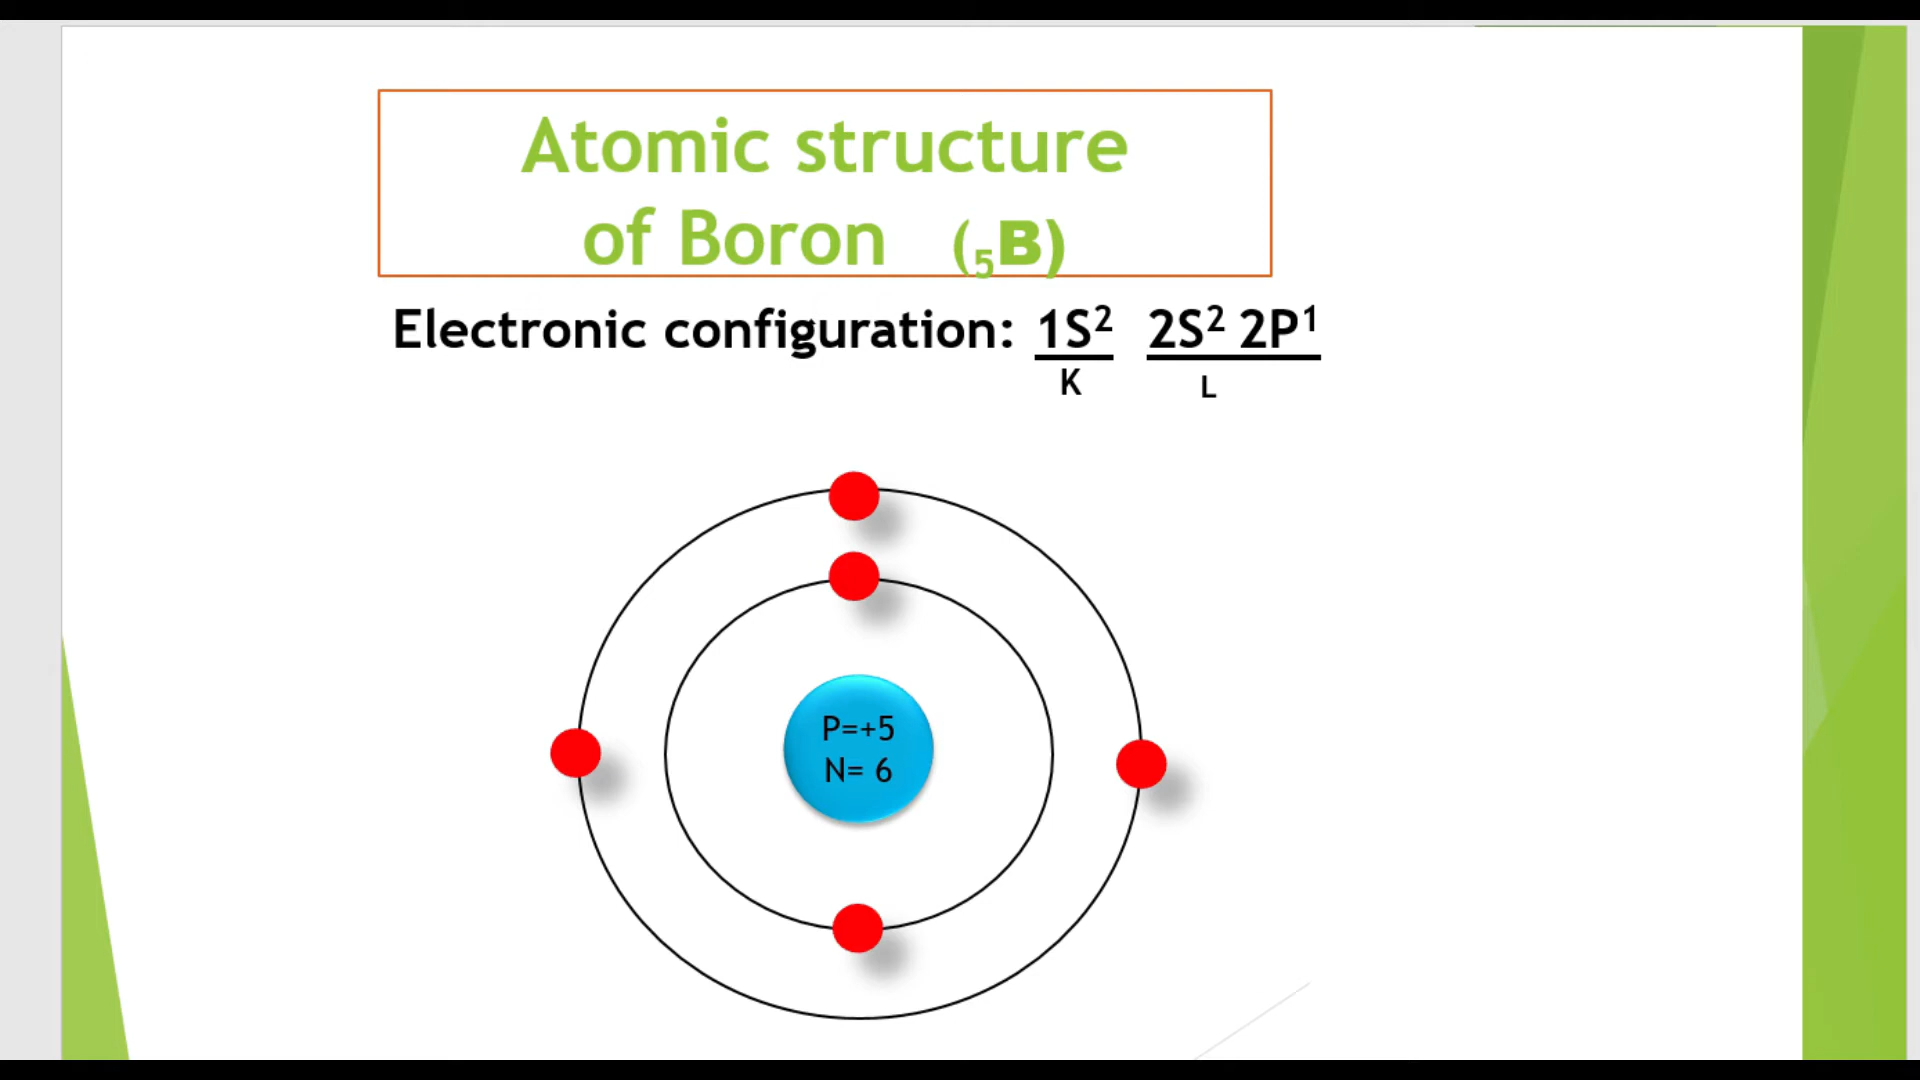 Atomic structure
of Boron (₅B)
Electronic configuration: 1S² 2S² 2P¹
K L
P=+5
N= 6